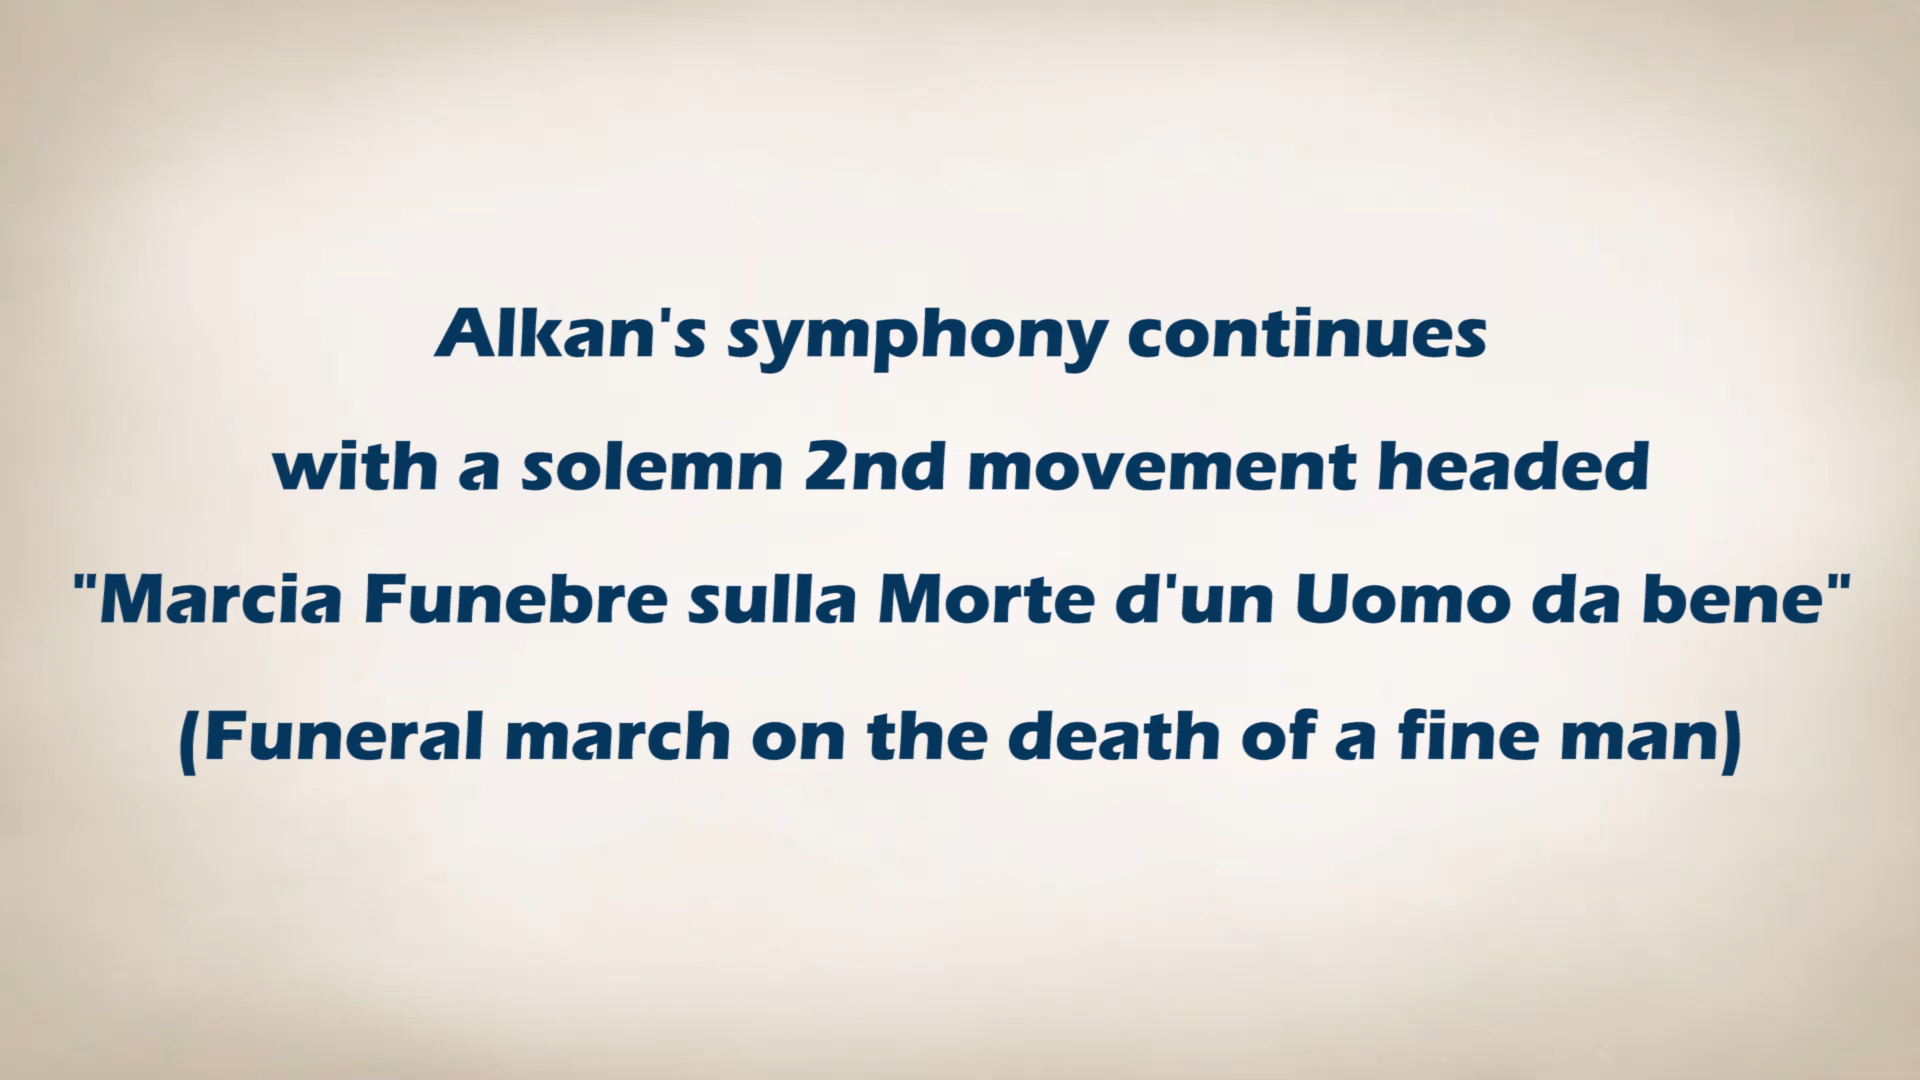 Alkan's symphony continues
with a solemn 2nd movement headed
"Marcia Funebre sulla Morte d'un Uomo da bene"
(Funeral march on the death of a fine man)